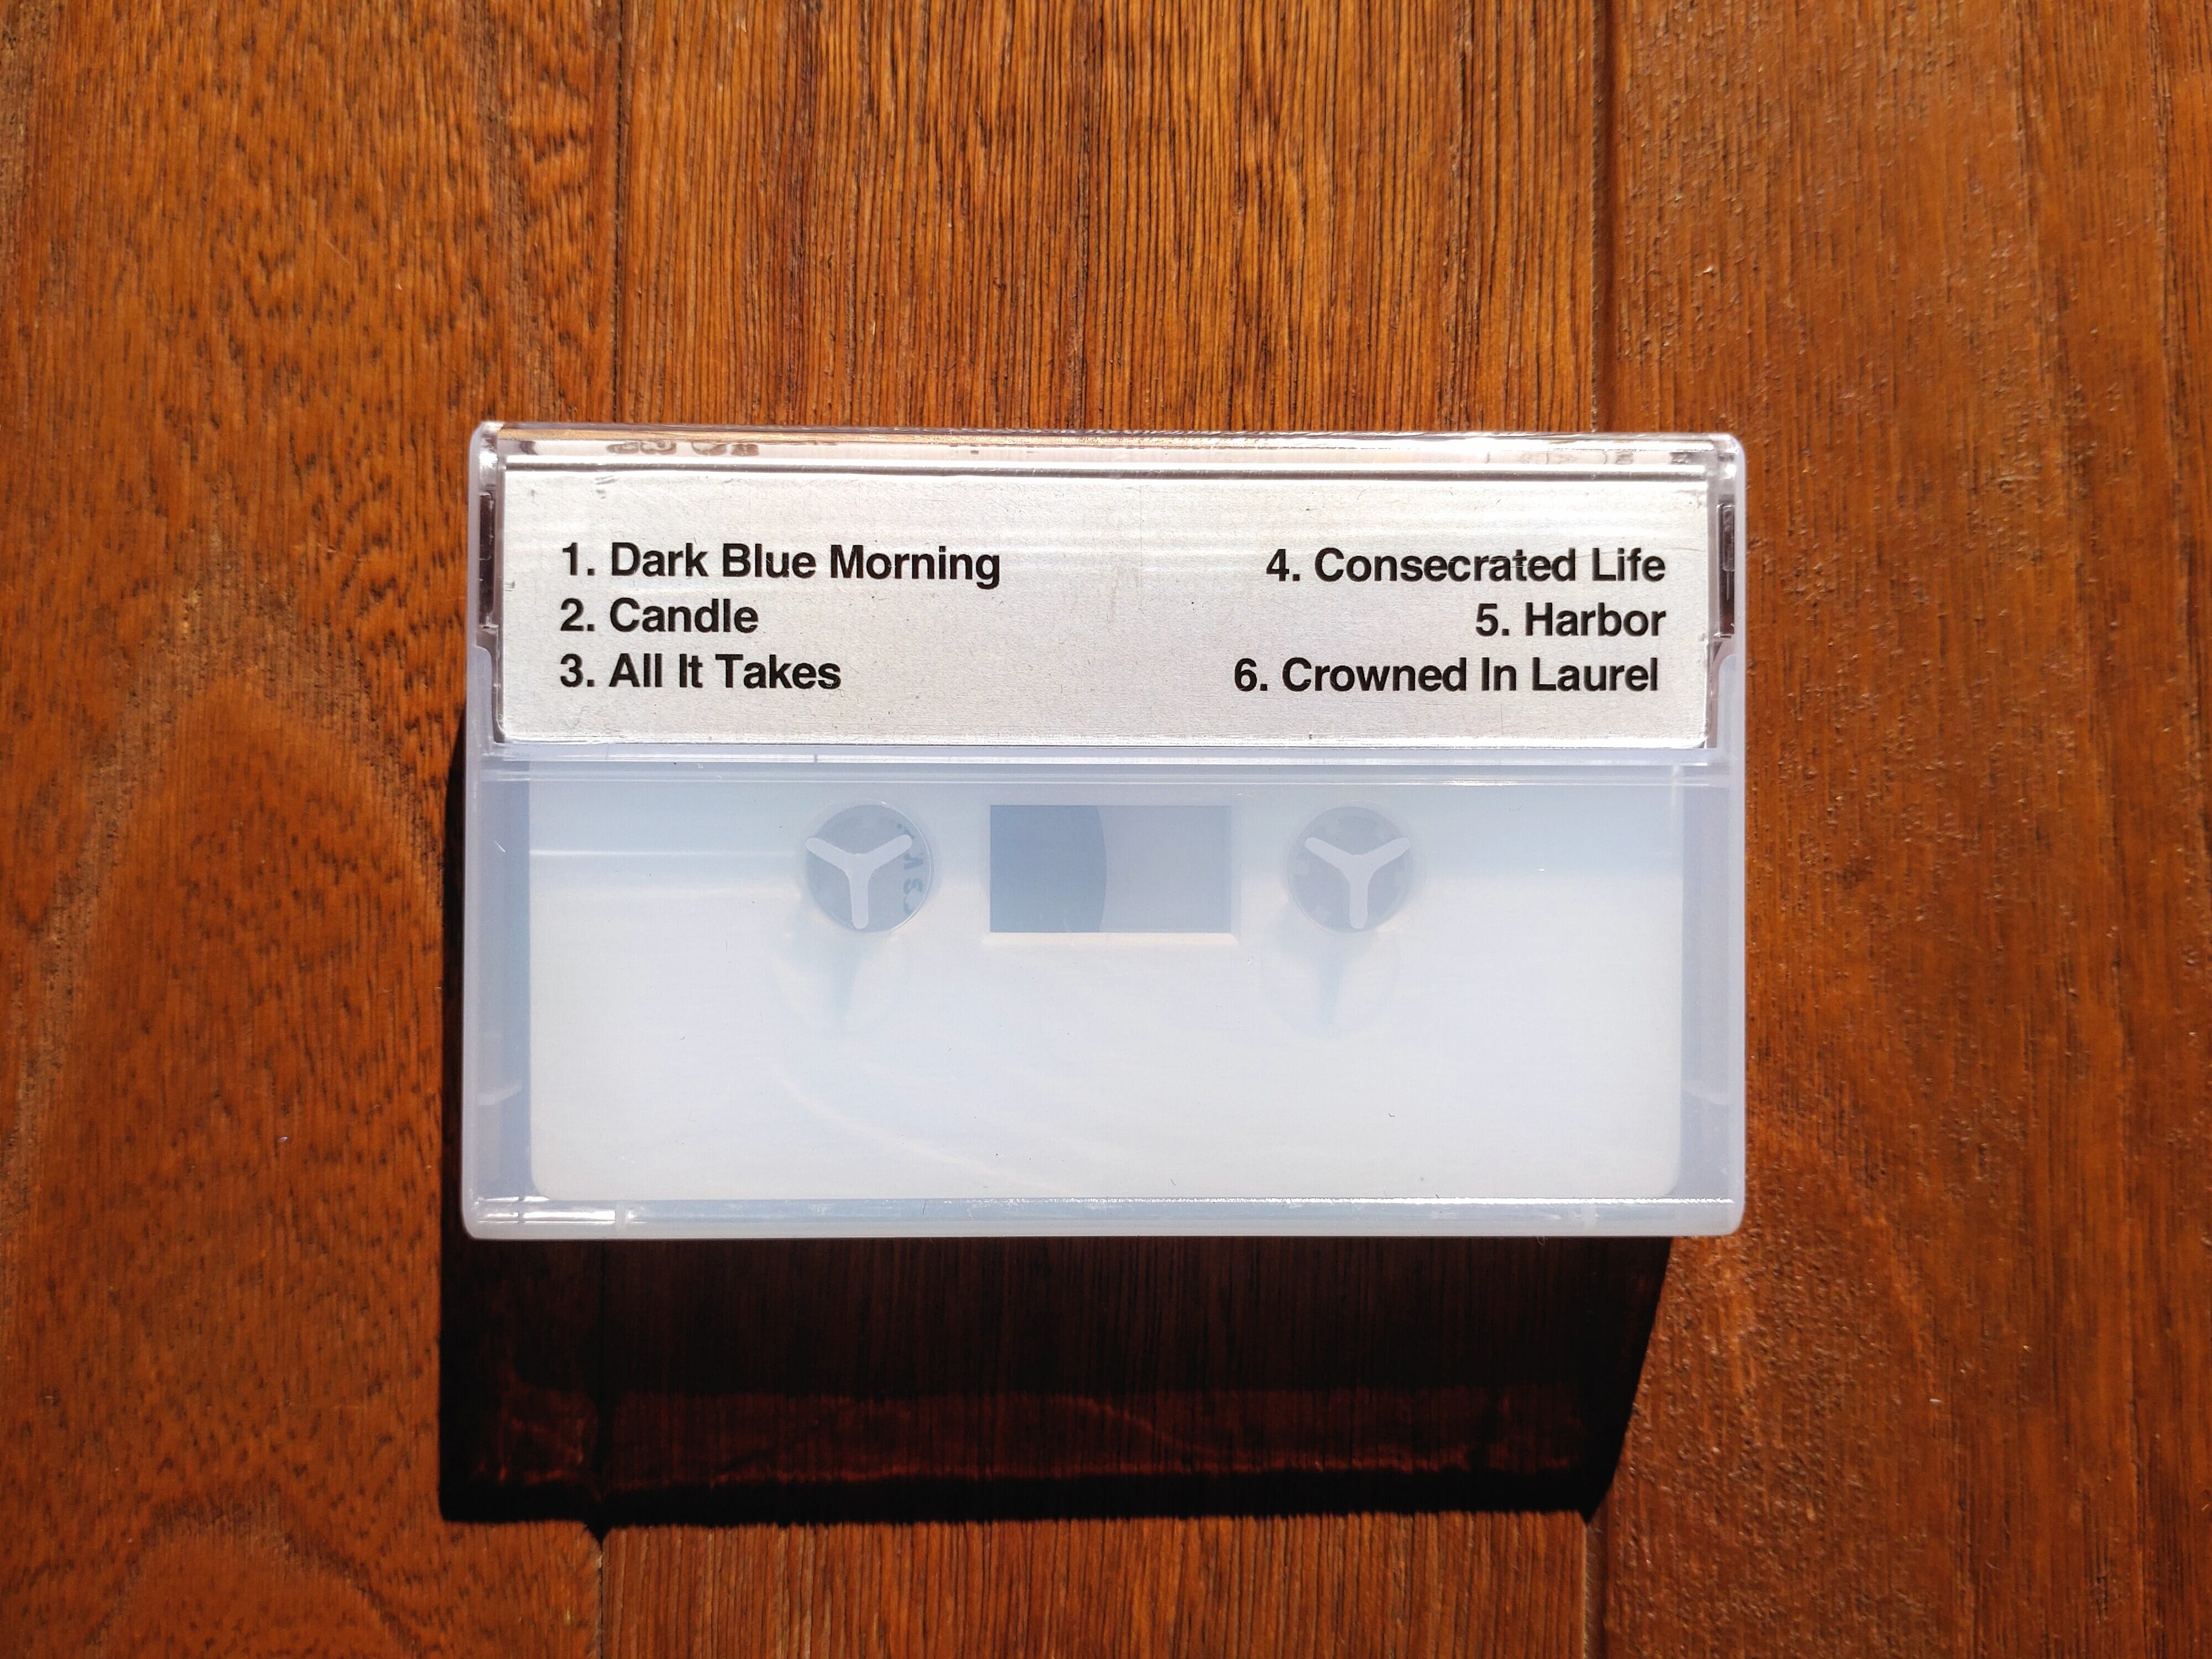 1. Dark Blue Morning
2. Candle
3. All It Takes
4. Consecrated Life
5. Harbor
6. Crowned In Laurel